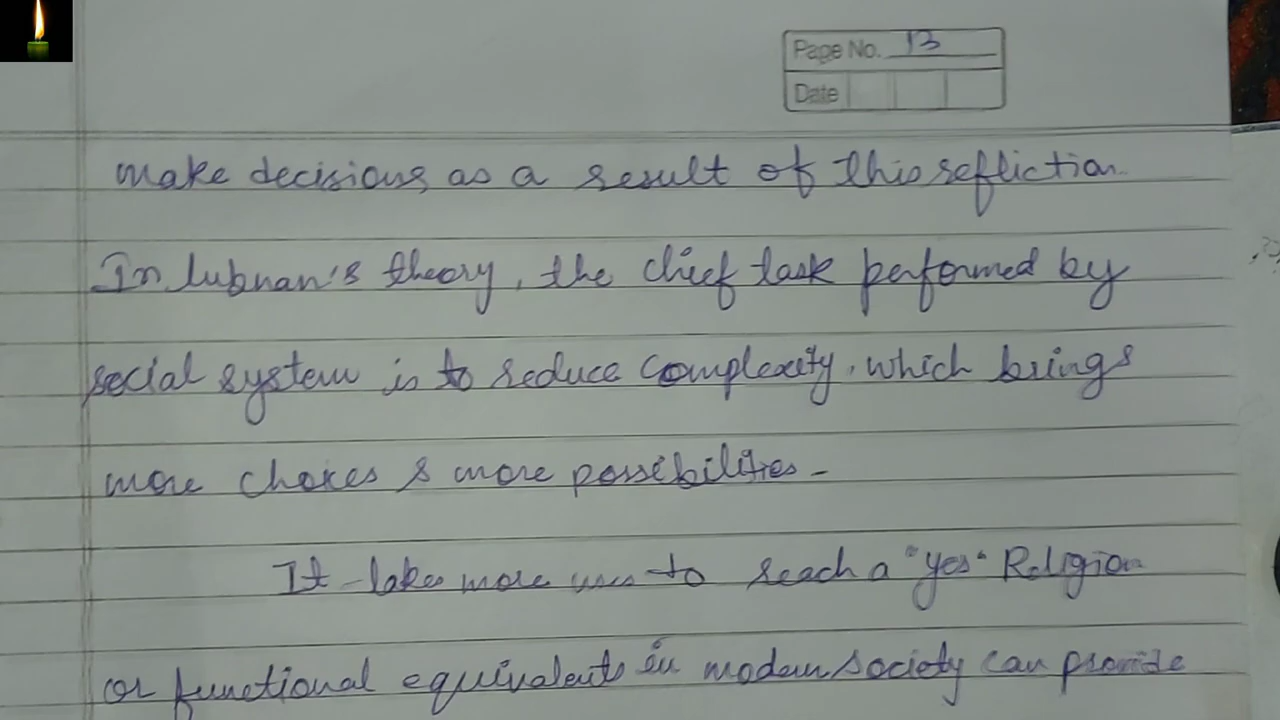 Page No. 13
Date
make decisions as a result of this refliction.
In luhman's theory, the chief task performed by
social system is to reduce complexity, which brings
more choices & more possibilities -
It takes more to reach a "yes" Religion
or functional equivalents in modern society can provide